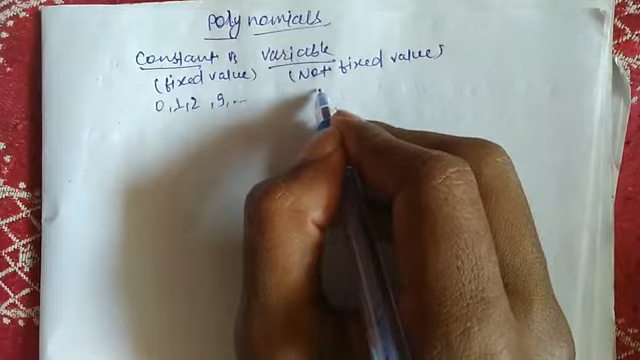 Polynomials
Constant & Variable
(fixed value) (Not fixed value)
0,1,2,9,...